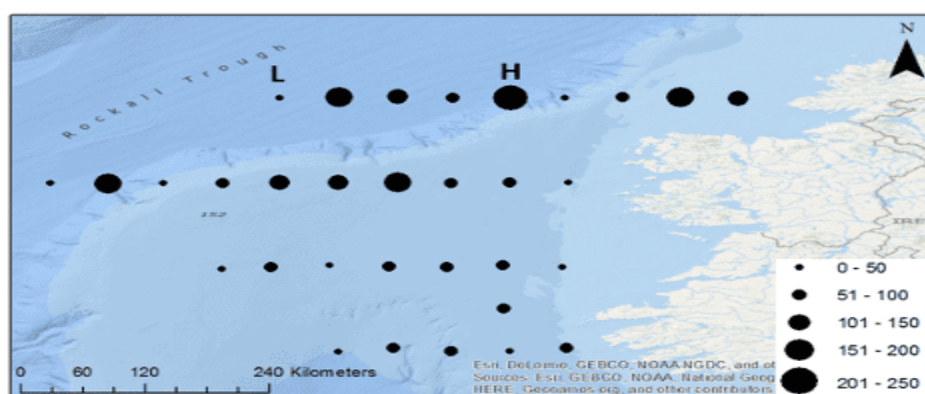 N
L
H
Rockall Trough
152
IRE
0 - 50
51 - 100
101 - 150
151 - 200
201 - 250
0 60 120 240 Kilometers
Esri, DeLorme, GEBCO, NOAA NGDC, and ot
Sources: Esri, GEBCO, NOAA, National Geog
HERE, Geonames.org, and other contributors